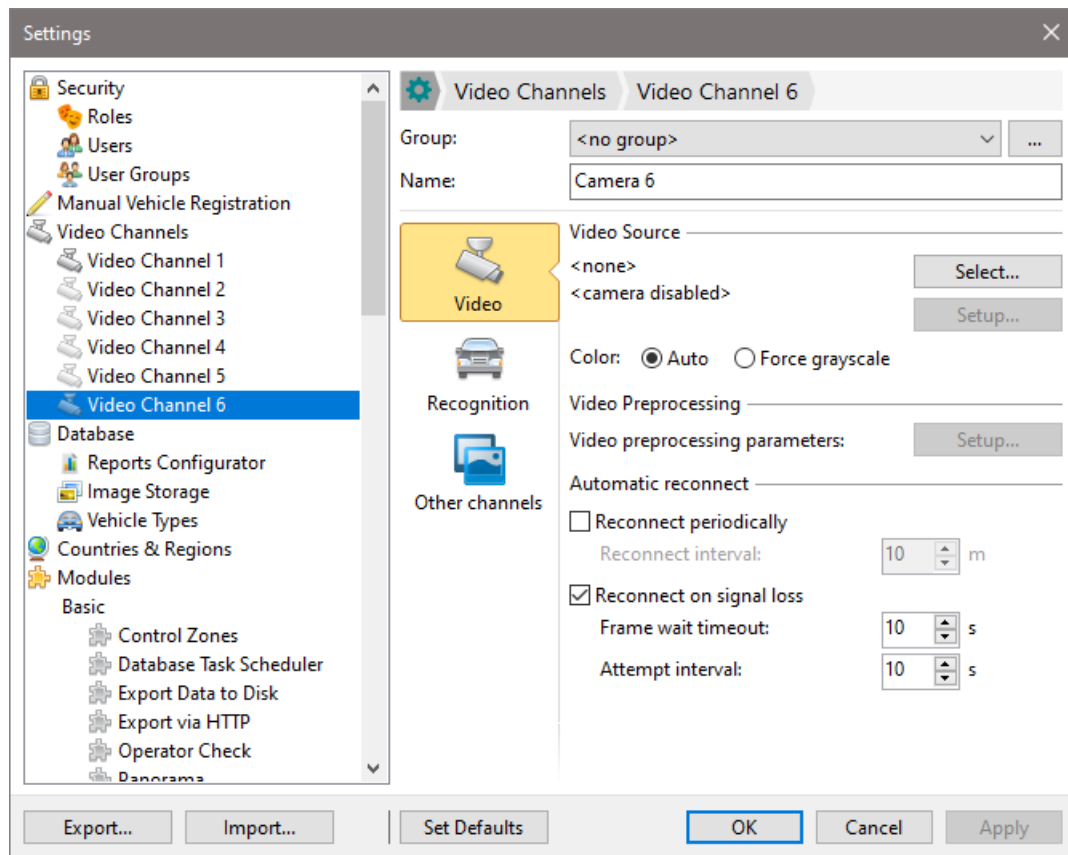 Settings
Security
Roles
Users
User Groups
Manual Vehicle Registration
Video Channels
Video Channel 1
Video Channel 2
Video Channel 3
Video Channel 4
Video Channel 5
Video Channel 6
Database
Reports Configurator
Image Storage
Vehicle Types
Countries & Regions
Modules
Basic
Control Zones
Database Task Scheduler
Export Data to Disk
Export via HTTP
Operator Check
Panorama
Video Channels Video Channel 6
Group: <no group> ...
Name: Camera 6
Video
Recognition
Other channels
Video Source
<none> Select...
<camera disabled>
Setup...
Color: Auto Force grayscale
Video Preprocessing
Video preprocessing parameters: Setup...
Automatic reconnect
Reconnect periodically
Reconnect interval: 10 m
Reconnect on signal loss
Frame wait timeout: 10 s
Attempt interval: 10 s
Export... Import... Set Defaults OK Cancel Apply